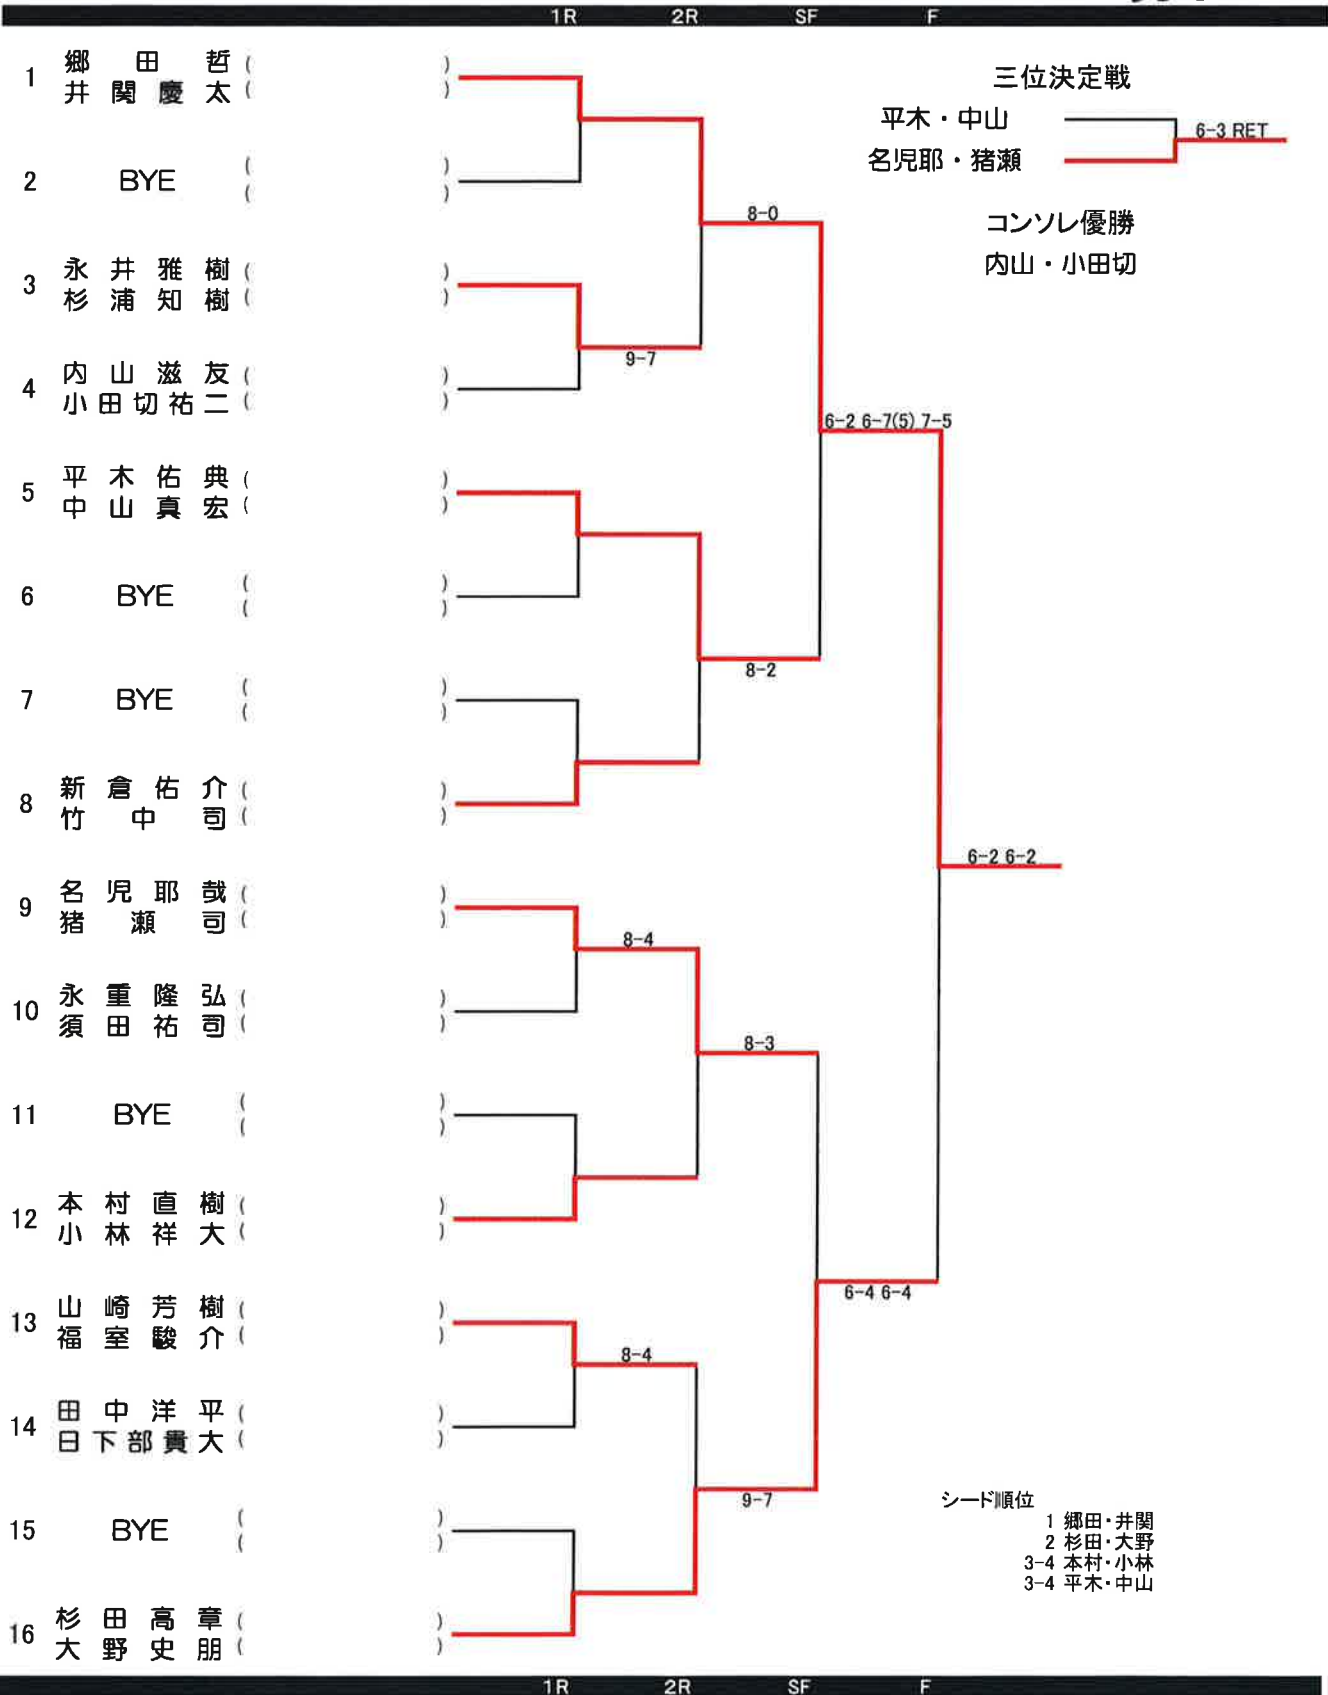 1R 2R SF F
1 郷田哲 ( )
井関慶太 ( )
2 BYE ( )
( )
3 永井雅樹 ( )
杉浦知樹 ( )
4 内山滋友 ( )
小田切祐二 ( )
5 平木佑典 ( )
中山真宏 ( )
6 BYE ( )
( )
7 BYE ( )
( )
8 新倉佑介 ( )
竹中司 ( )
9 名児耶哉 ( )
猪瀬司 ( )
10 永重隆弘 ( )
須田祐司 ( )
11 BYE ( )
( )
12 本村直樹 ( )
小林祥大 ( )
13 山崎芳樹 ( )
福室駿介 ( )
14 田中洋平 ( )
日下部貴大 ( )
15 BYE ( )
( )
16 杉田高章 ( )
大野史朋 ( )
9-7
8-4
8-4
8-0
8-2
8-3
9-7
6-2 6-7(5) 7-5
6-4 6-4
6-2 6-2
三位決定戦
平木・中山
6-3 RET
名児耶・猪瀬
コンソレ優勝
内山・小田切
シード順位
1 郷田・井関
2 杉田・大野
3-4 本村・小林
3-4 平木・中山
1R 2R SF F